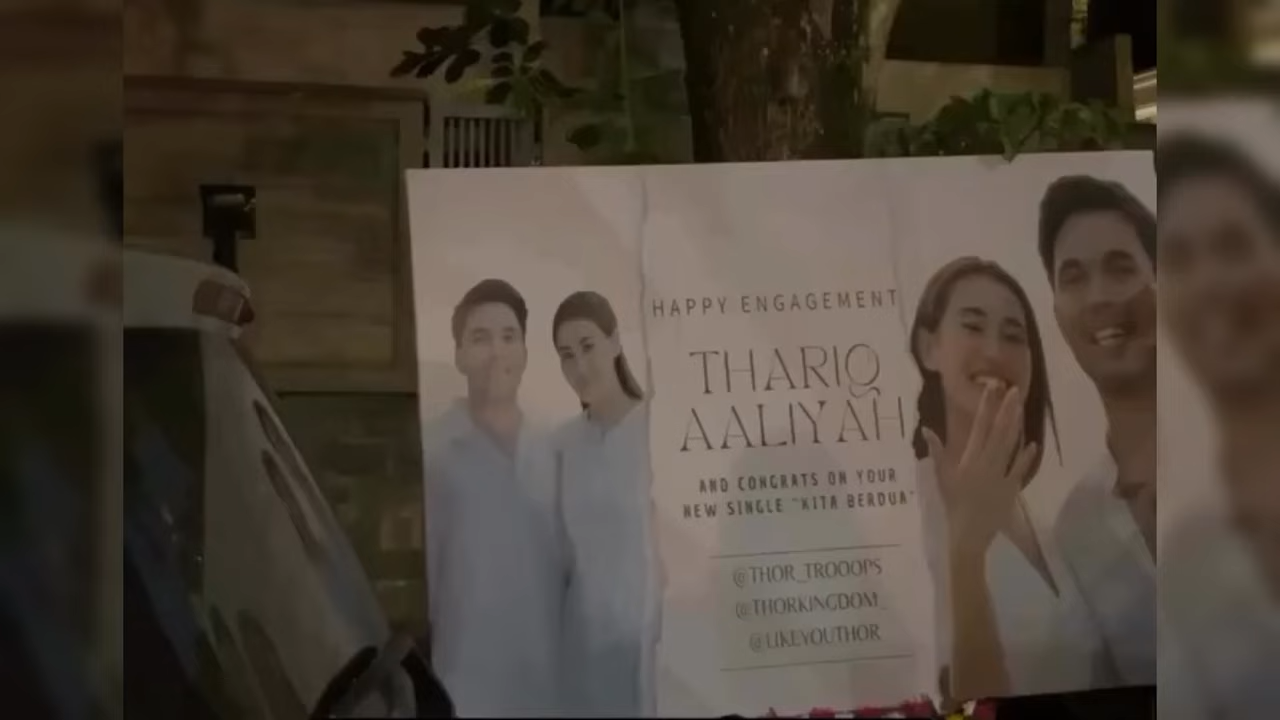 HAPPY ENGAGEMENT
THARIQ
AALIYAH
AND CONGRATS ON YOUR
NEW SINGLE "KITA BERDUA"
@THOR_TROOOPS
@THORKINGDOM_
@LIKEYOUTHOR